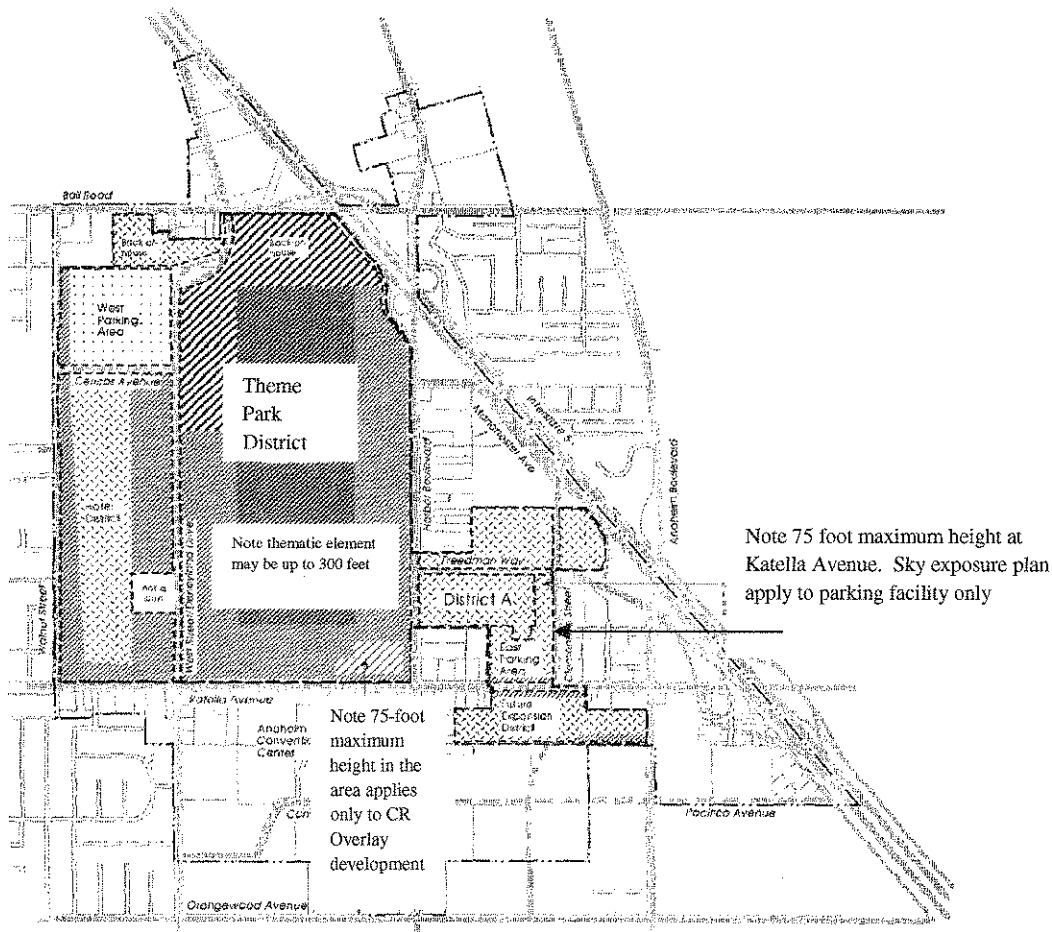 Ball Road
Back of
house
Back of
house
West
Parking
Area
Cerritos Avenue
Theme
Park
District
Interstate 5
Manchester Ave
Harbor Boulevard
Anaheim Boulevard
Hotel
District
Note thematic element
may be up to 300 feet
Freedman Way
Note 75 foot maximum height at
Katella Avenue. Sky exposure plan
apply to parking facility only
not a
part
District A
Walnut Street
West Street/Disneyland Drive
Clementine Street
East
Parking
Area
Katella Avenue
Future
Expansion
District
Anaheim
Convention
Center
Note 75-foot
maximum
height in the
area applies
only to CR
Overlay
development
Pacifico Avenue
Orangewood Avenue